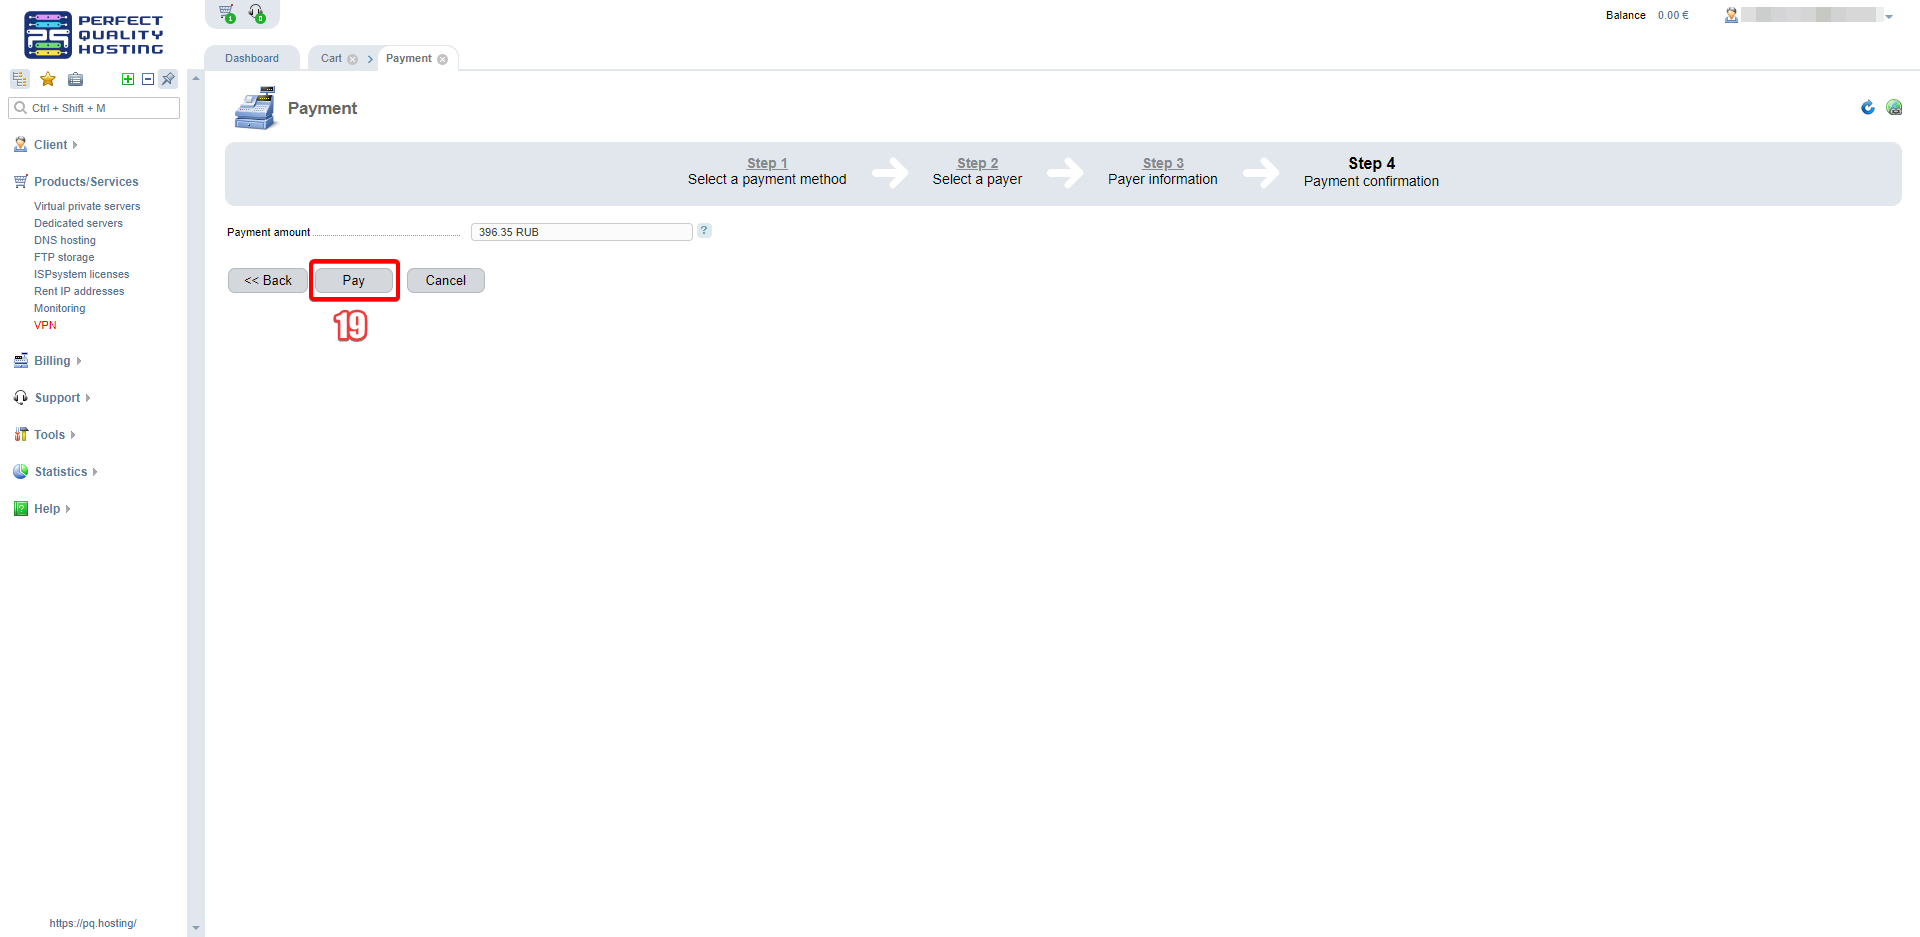 PERFECT
QUALITY
HOSTING
1
0
Balance 0.00 €
Dashboard
Cart
Payment
Ctrl + Shift + M
Payment
Client
Products/Services
Virtual private servers
Dedicated servers
DNS hosting
FTP storage
ISPsystem licenses
Rent IP addresses
Monitoring
VPN
Billing
Support
Tools
Statistics
Help
https://pq.hosting/
Step 1
Select a payment method
Step 2
Select a payer
Step 3
Payer information
Step 4
Payment confirmation
Payment amount 396.35 RUB ?
<< Back
Pay
Cancel
19